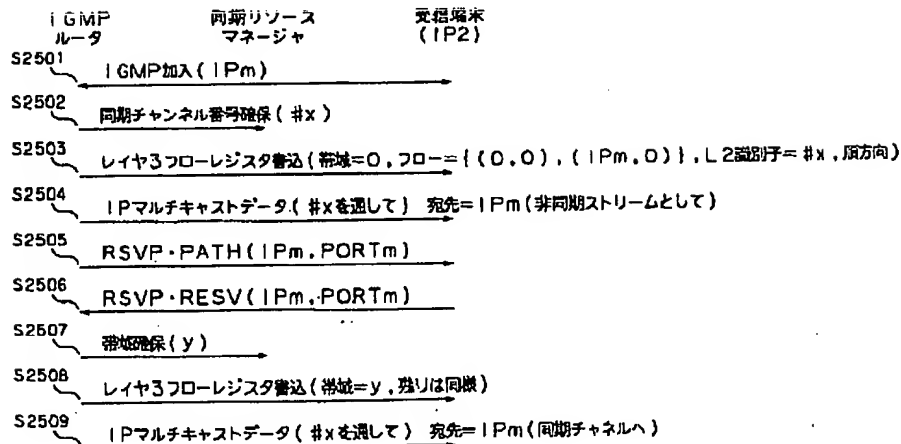 IGMP
ルータ
同期リソース
マネージャ
受信端末
(IP2)
S2501
IGMP加入(IPm)
S2502
同期チャンネル番号確保(#x)
S2503
レイヤ3フローレジスタ書込(帯域=0,フロー={(0,0),(IPm,0)},L2識別子=#x,順方向)
S2504
IPマルチキャストデータ.(#xを通して) 宛先=IPm(非同期ストリームとして)
S2505
RSVP・PATH(IPm,PORTm)
S2506
RSVP・RESV(IPm,PORTm)
S2507
帯域確保(y)
S2508
レイヤ3フローレジスタ書込(帯域=y,残りは同様)
S2509
IPマルチキャストデータ(#xを通して) 宛先=IPm(同期チャネルへ)